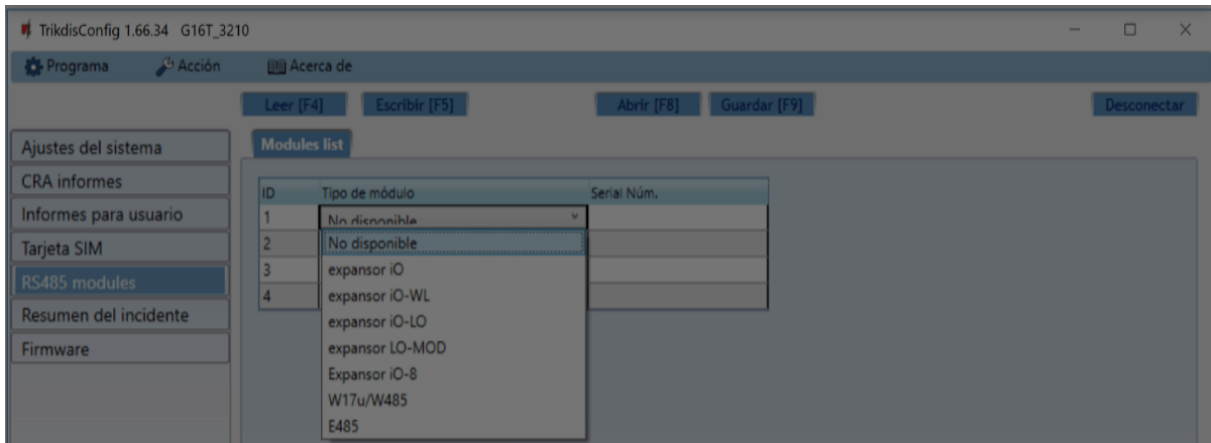 TrikdisConfig 1.66.34 G16T_3210
Programa Acción Acerca de
Leer [F4] Escribir [F5] Abrir [F8] Guardar [F9] Desconectar
Ajustes del sistema
CRA informes
Informes para usuario
Tarjeta SIM
RS485 modules
Resumen del incidente
Firmware
Modules list
ID Tipo de módulo Serial Núm.
1 No disponible
2
3
4
No disponible
expansor iO
expansor iO-WL
expansor iO-LO
expansor LO-MOD
Expansor iO-8
W17u/W485
E485